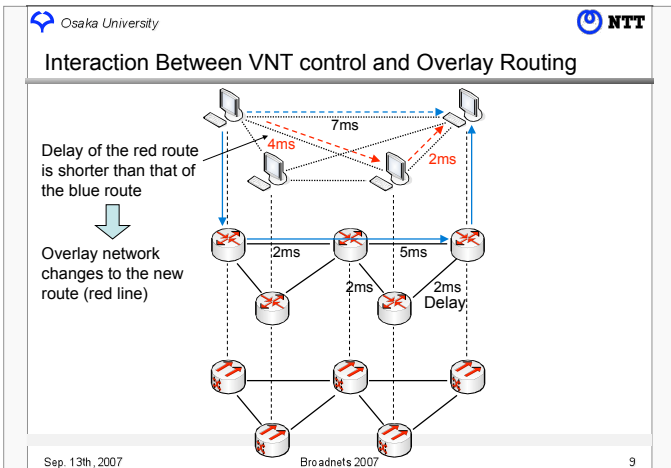 Osaka University
NTT
Interaction Between VNT control and Overlay Routing
7ms
4ms
2ms
Delay of the red route
is shorter than that of
the blue route
Overlay network
changes to the new
route (red line)
2ms
5ms
2ms
2ms
Delay
Sep. 13th, 2007
Broadnets 2007
9